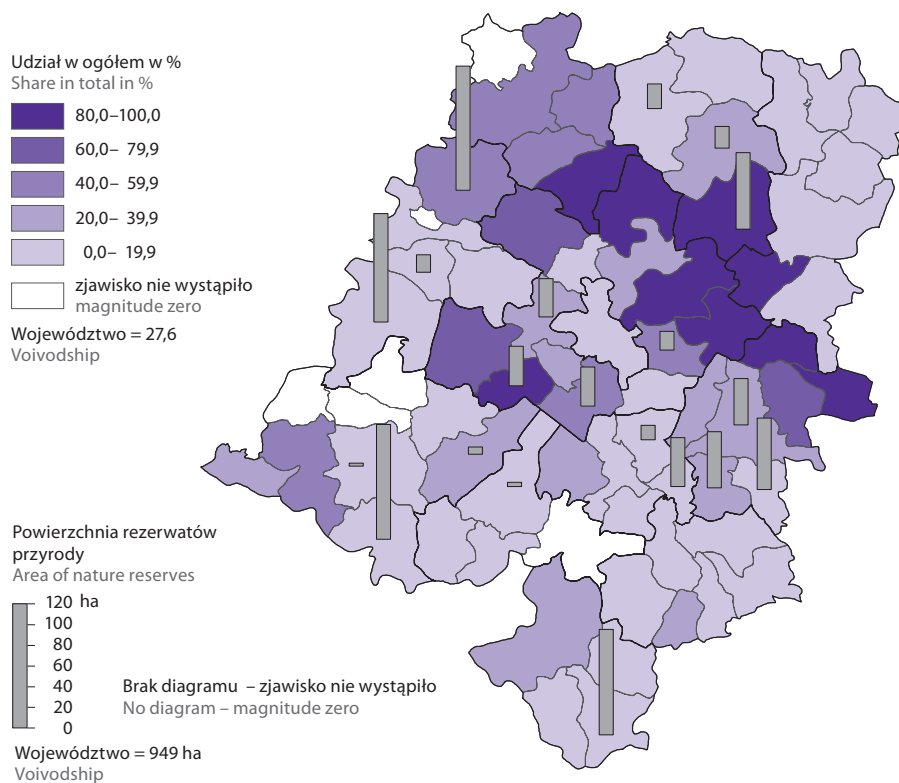 Udział w ogółem w %
Share in total in %
80,0–100,0
60,0– 79,9
40,0– 59,9
20,0– 39,9
0,0– 19,9
zjawisko nie wystąpiło
magnitude zero
Województwo = 27,6
Voivodship
Powierzchnia rezerwatów
przyrody
Area of nature reserves
120 ha
100
80
60
40
20
0
Brak diagramu – zjawisko nie wystąpiło
No diagram – magnitude zero
Województwo = 949 ha
Voivodship